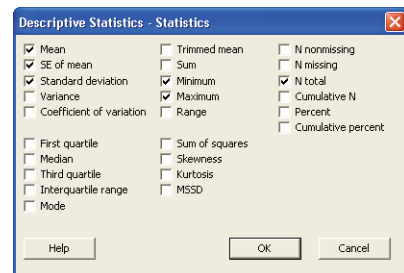 Descriptive Statistics - Statistics
Mean
SE of mean
Standard deviation
Variance
Coefficient of variation
First quartile
Median
Third quartile
Interquartile range
Mode
Trimmed mean
Sum
Minimum
Maximum
Range
Sum of squares
Skewness
Kurtosis
MSSD
N nonmissing
N missing
N total
Cumulative N
Percent
Cumulative percent
Help
OK
Cancel